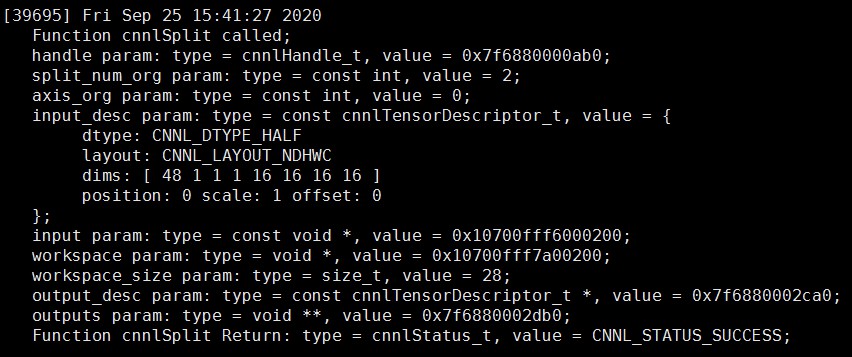 [39695] Fri Sep 25 15:41:27 2020
Function cnnlSplit called;
handle param: type = cnnlHandle_t, value = 0x7f6880000ab0;
split_num_org param: type = const int, value = 2;
axis_org param: type = const int, value = 0;
input_desc param: type = const cnnlTensorDescriptor_t, value = {
dtype: CNNL_DTYPE_HALF
layout: CNNL_LAYOUT_NDHWC
dims: [ 48 1 1 1 16 16 16 16 ]
position: 0 scale: 1 offset: 0
};
input param: type = const void *, value = 0x10700fff6000200;
workspace param: type = void *, value = 0x10700fff7a00200;
workspace_size param: type = size_t, value = 28;
output_desc param: type = const cnnlTensorDescriptor_t *, value = 0x7f6880002ca0;
outputs param: type = void **, value = 0x7f6880002db0;
Function cnnlSplit Return: type = cnnlStatus_t, value = CNNL_STATUS_SUCCESS;